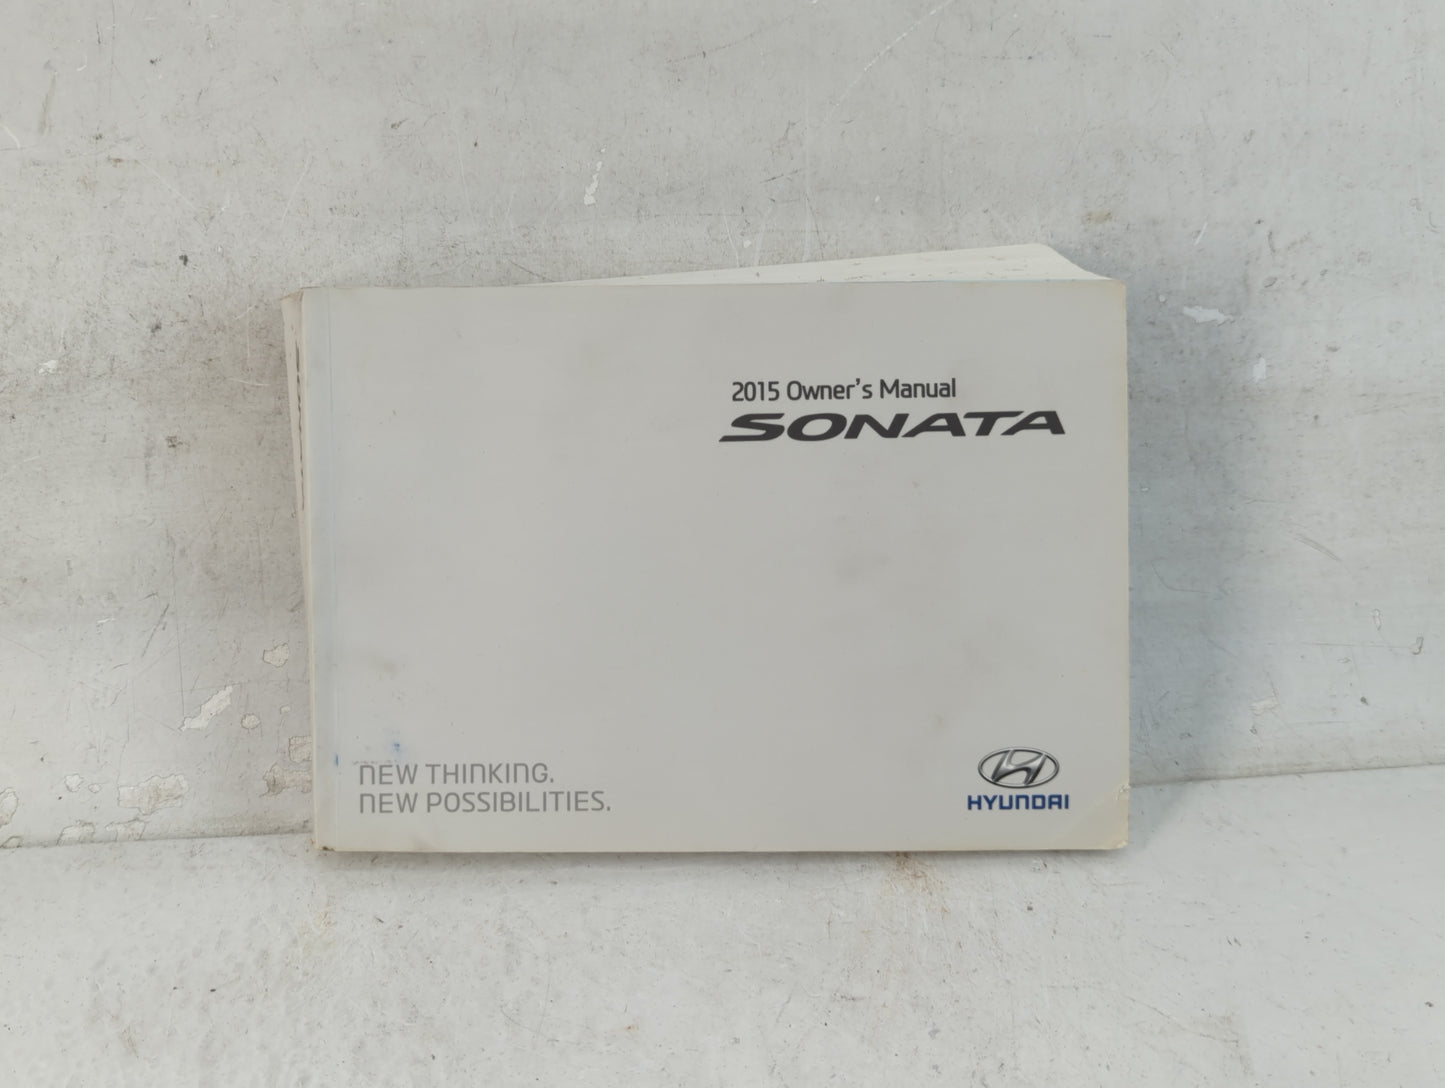 2015 Owner's Manual
SONATA
NEW THINKING.
NEW POSSIBILITIES.
HYUNDAI